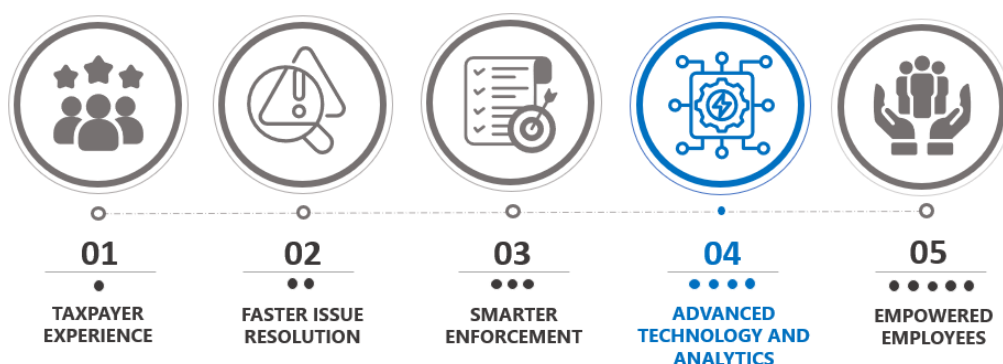 01
TAXPAYER
EXPERIENCE
02
FASTER ISSUE
RESOLUTION
03
SMARTER
ENFORCEMENT
04
ADVANCED
TECHNOLOGY AND
ANALYTICS
05
EMPOWERED
EMPLOYEES